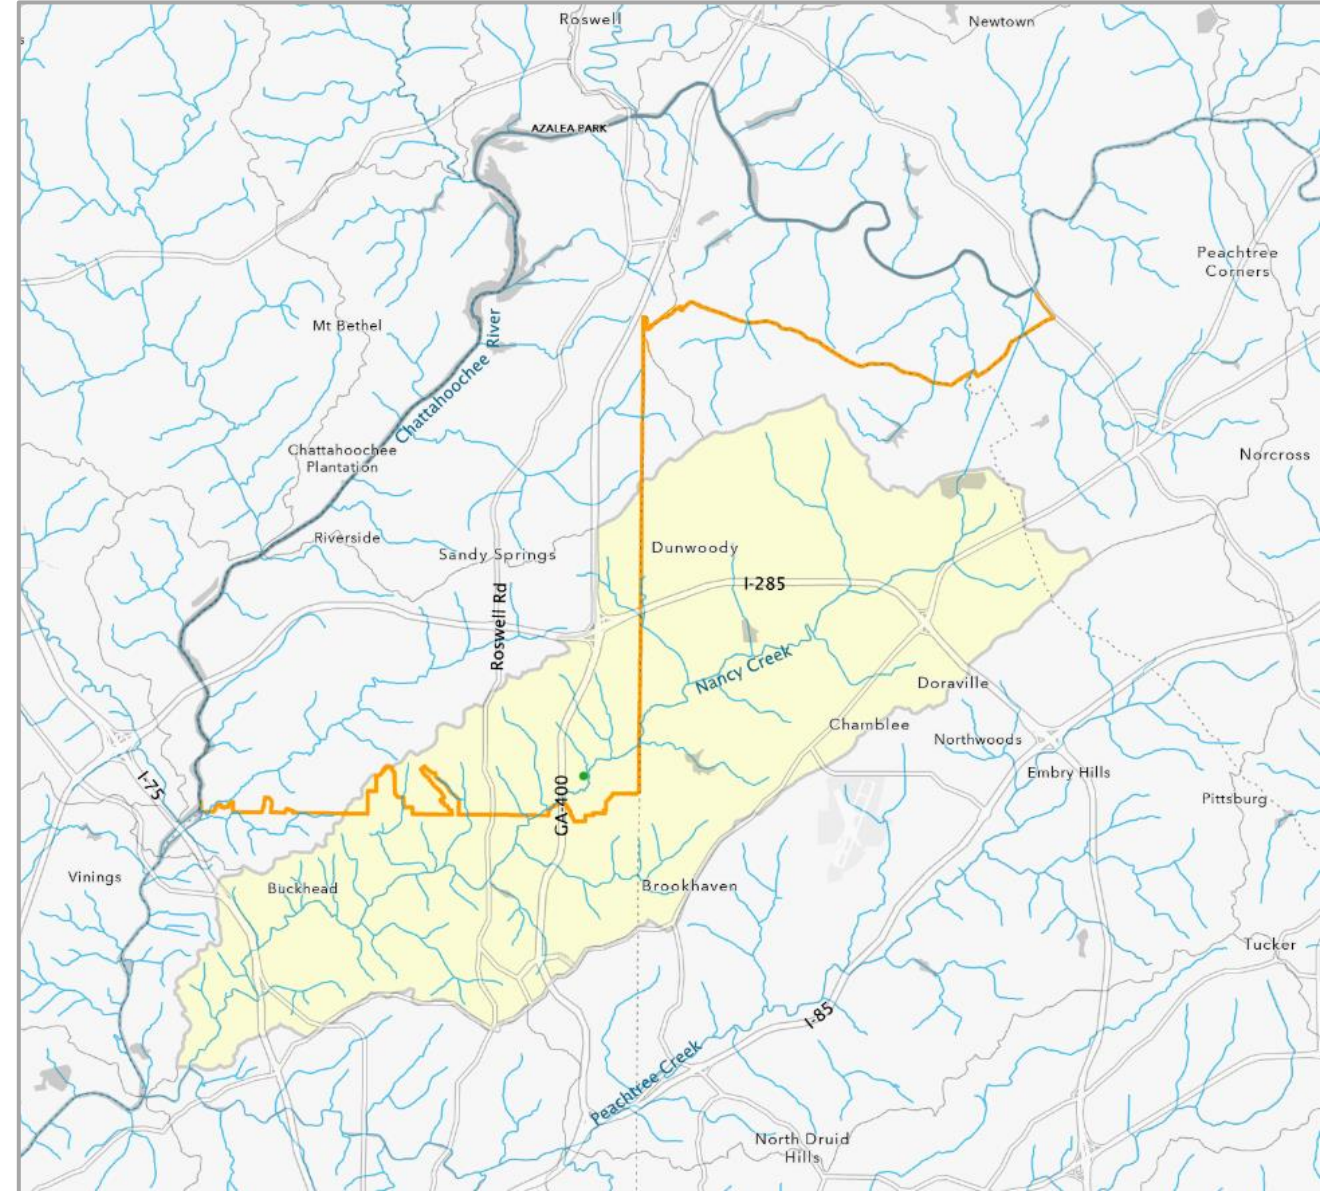 Roswell
Newtown
s
AZALEA PARK
Peachtree
Corners
Mt Bethel
Chattahoochee River
Chattahoochee
Plantation
Norcross
Riverside
Sandy Springs
Dunwoody
I-285
Roswell Rd
Nancy Creek
Doraville
Chamblee
Northwoods
Embry Hills
I-75
GA-400
Pittsburg
Vinings
Buckhead
Brookhaven
Tucker
I-85
Peachtree Creek
North Druid
Hills